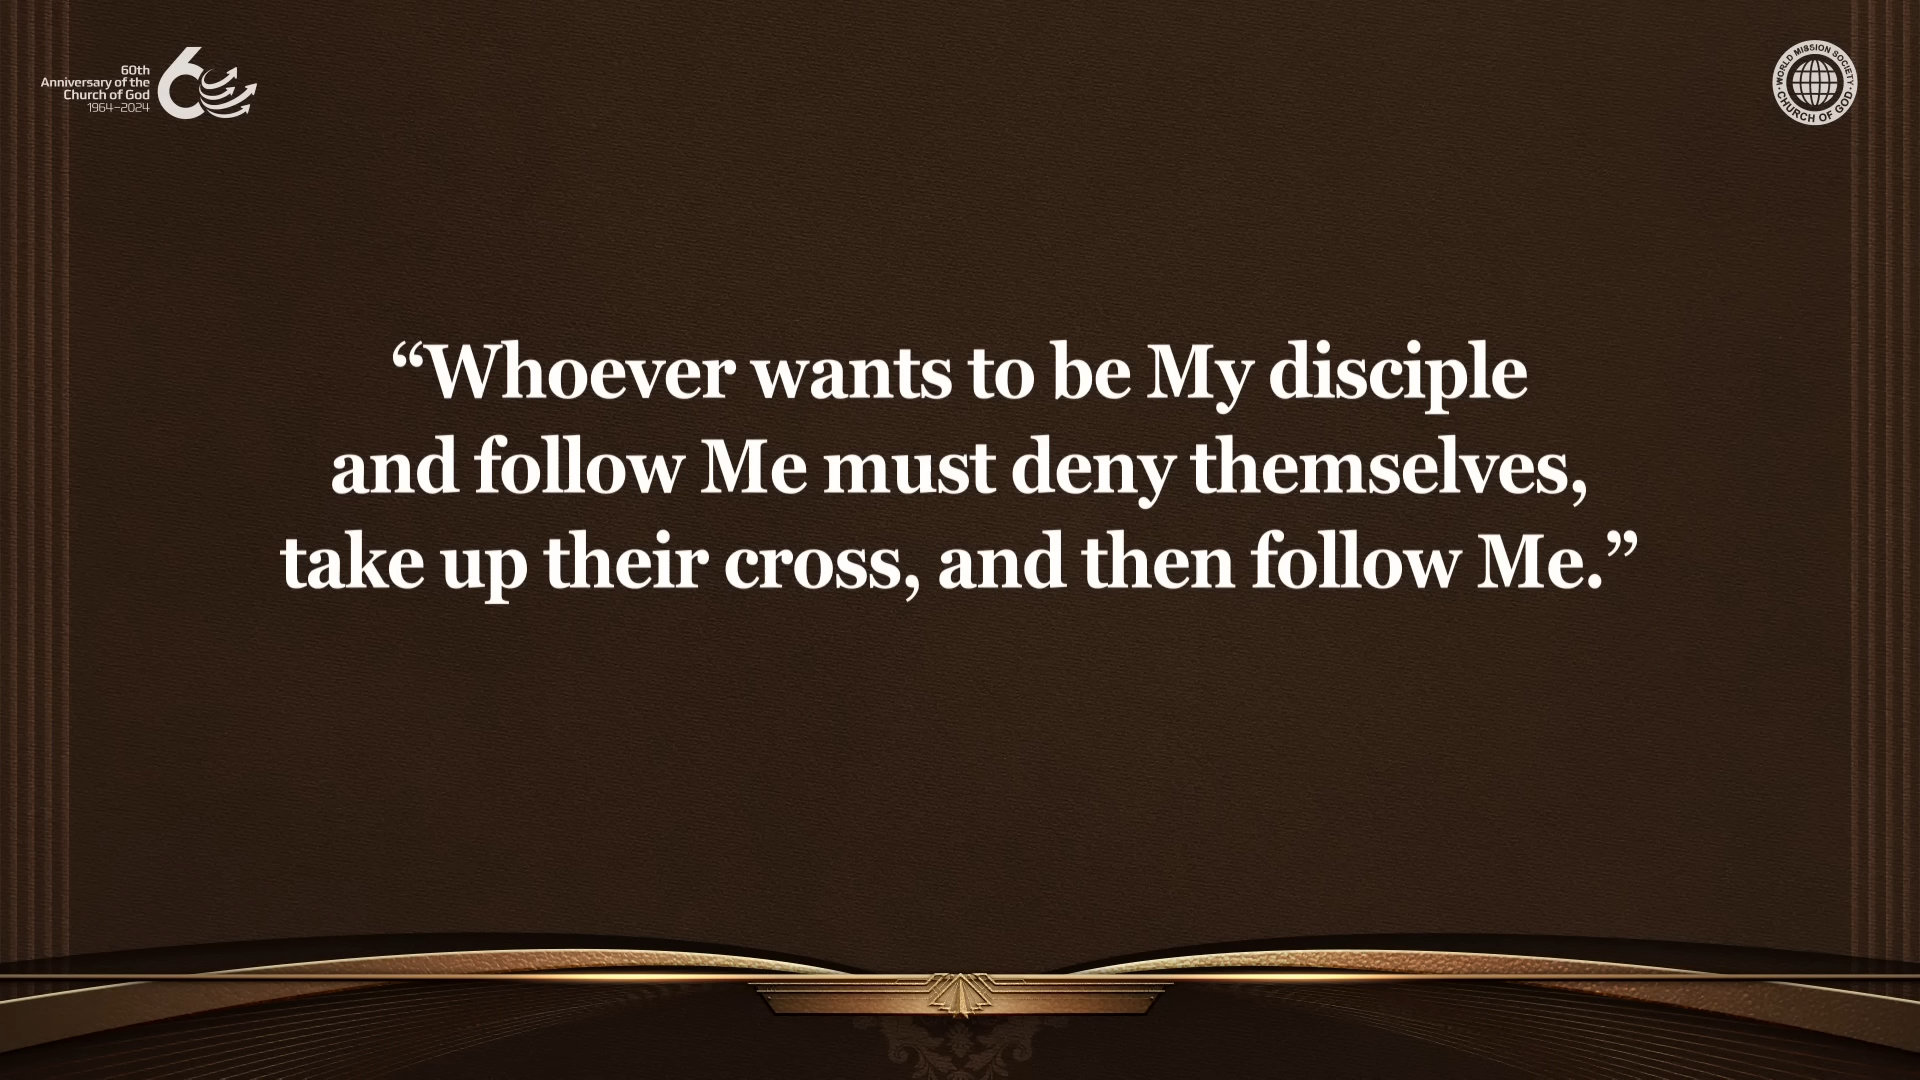 60th
Anniversary of the
Church of God
1964–2024
WORLD MISSION SOCIETY
CHURCH OF GOD
“Whoever wants to be My disciple
and follow Me must deny themselves,
take up their cross, and then follow Me.”